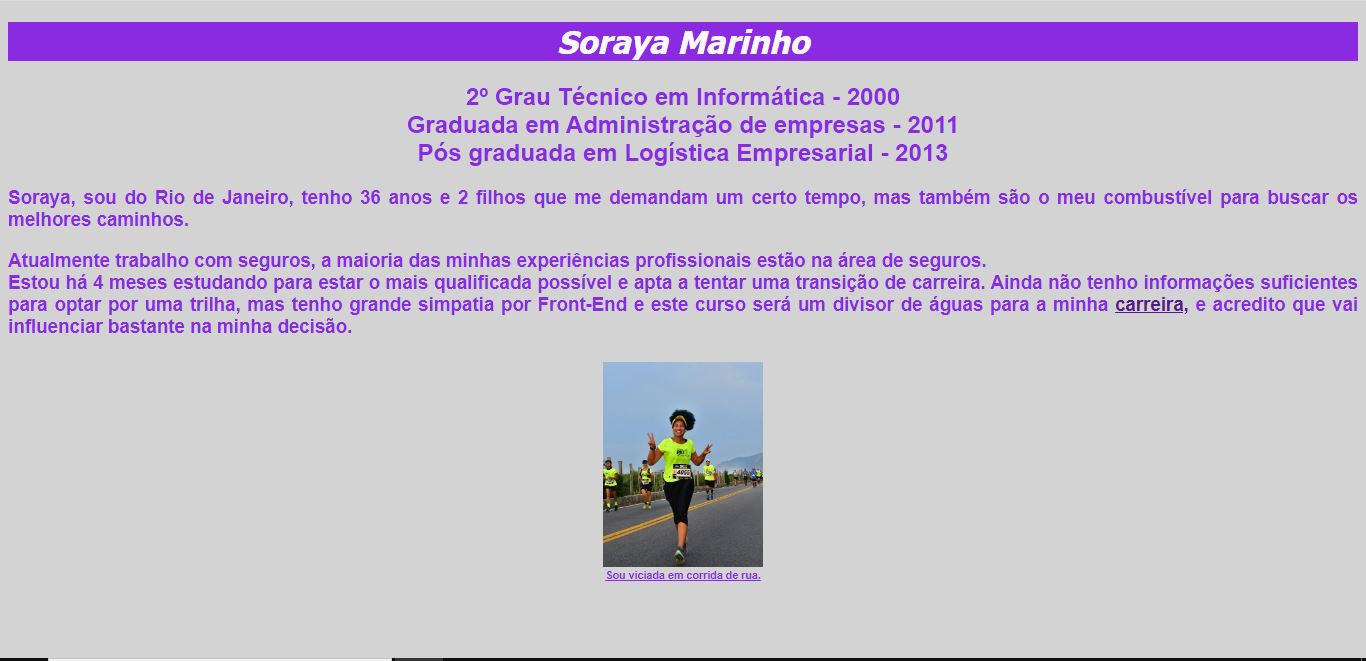 Soraya Marinho
2º Grau Técnico em Informática - 2000
Graduada em Administração de empresas - 2011
Pós graduada em Logística Empresarial - 2013
Soraya, sou do Rio de Janeiro, tenho 36 anos e 2 filhos que me demandam um certo tempo, mas também são o meu combustível para buscar os
melhores caminhos.
Atualmente trabalho com seguros, a maioria das minhas experiências profissionais estão na área de seguros.
Estou há 4 meses estudando para estar o mais qualificada possível e apta a tentar uma transição de carreira. Ainda não tenho informações suficientes
para optar por uma trilha, mas tenho grande simpatia por Front-End e este curso será um divisor de águas para a minha carreira, e acredito que vai
influenciar bastante na minha decisão.
Sou viciada em corrida de rua.